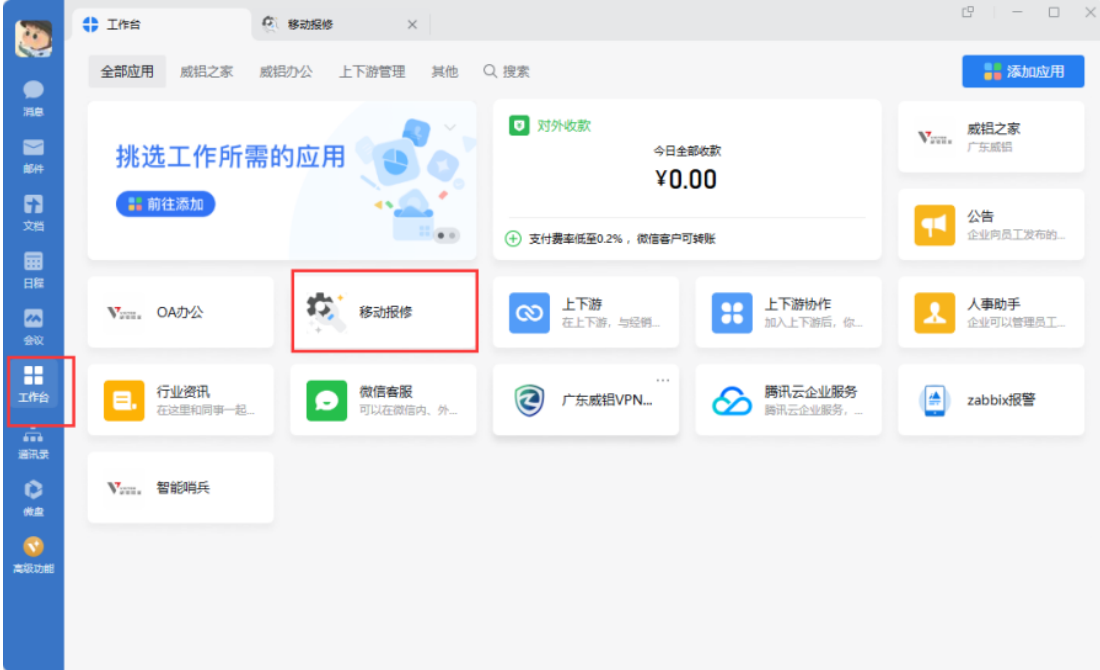 工作台
移动报修
全部应用
威铝之家
威铝办公
上下游管理
其他
搜索
添加应用
消息
邮件
文档
日程
会议
工作台
通讯录
微盘
高级功能
挑选工作所需的应用
前往添加
对外收款
今日全部收款
¥0.00
支付费率低至0.2%，微信客户可转账
威铝之家
广东威铝
公告
企业向员工发布的...
OA办公
移动报修
上下游
在上下游，与经销...
上下游协作
加入上下游后，你...
人事助手
企业可以管理员工...
行业资讯
在这里和同事一起...
微信客服
可以在微信内、外...
广东威铝VPN...
腾讯云企业服务
腾讯云企业服务，...
zabbix报警
智能哨兵